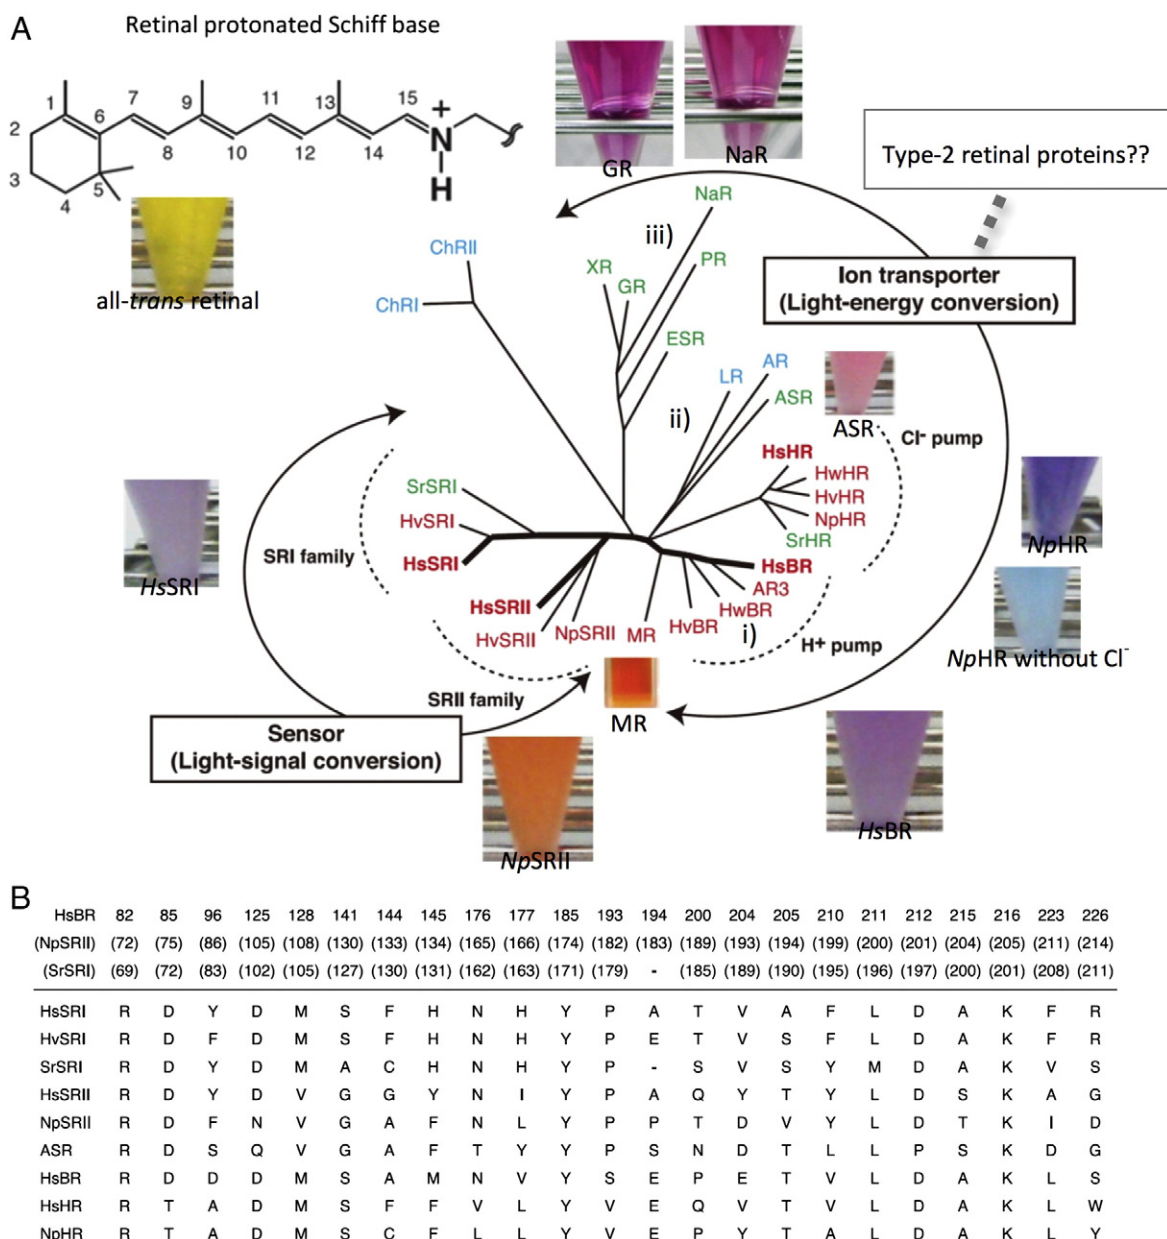 A
Retinal protonated Schiff base
1
2
3
4
5
6
7
8
9
10
11
12
13
14
15
+
N
H
all-trans retinal
GR
NaR
Type-2 retinal proteins??
Ion transporter
(Light-energy conversion)
NaR
iii)
XR
GR
PR
ESR
ChRII
ChRI
LR
AR
ASR
ii)
ASR
Cl- pump
HsHR
HwHR
HvHR
NpHR
SrHR
NpHR
NpHR without Cl-
SrSRI
HvSRI
HsSRI
SRI family
HsSRI
HsSRII
HvSRII
NpSRII
MR
HvBR
HwBR
AR3
HsBR
i)
H+ pump
SRII family
MR
Sensor
(Light-signal conversion)
NpSRII
HsBR
B
HsBR 82 85 96 125 128 141 144 145 176 177 185 193 194 200 204 205 210 211 212 215 216 223 226
(NpSRII) (72) (75) (86) (105) (108) (130) (133) (134) (165) (166) (174) (182) (183) (189) (193) (194) (199) (200) (201) (204) (205) (211) (214)
(SrSRI) (69) (72) (83) (102) (105) (127) (130) (131) (162) (163) (171) (179) - (185) (189) (190) (195) (196) (197) (200) (201) (208) (211)
HsSRI R D Y D M S F H N H Y P A T V A F L D A K F R
HvSRI R D F D M S F H N H Y P E T V S F L D A K F R
SrSRI R D Y D M A C H N H Y P - S V S Y M D A K V S
HsSRII R D Y D V G G Y N I Y P A Q Y T Y L D S K A G
NpSRII R D F N V G A F N L Y P P T D V Y L D T K I D
ASR R D S Q V G A F T Y Y P S N D T L L P S K D G
HsBR R D D D M S A M N V Y S E P E T V L D A K L S
HsHR R T A D M S F F V L Y V E Q V T V L D A K L W
NpHR R T A D M S C F L L Y V E P Y T A L D A K L Y